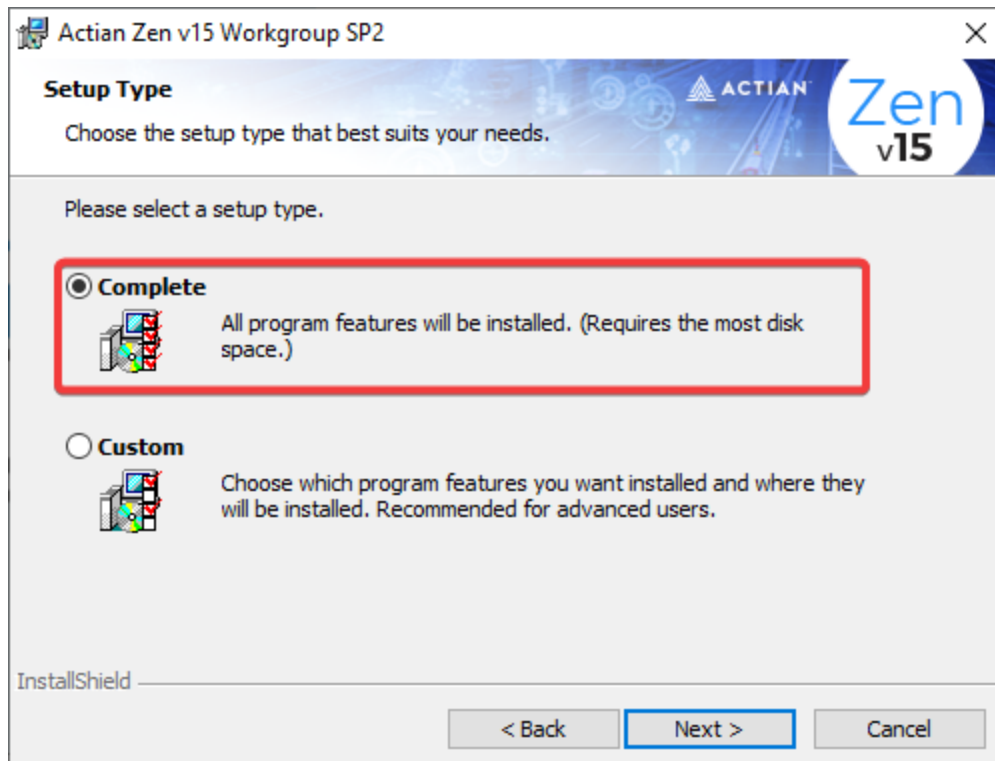 Actian Zen v15 Workgroup SP2
Setup Type
Choose the setup type that best suits your needs.
ACTIAN
Zen
v15
Please select a setup type.
Complete
All program features will be installed. (Requires the most disk
space.)
Custom
Choose which program features you want installed and where they
will be installed. Recommended for advanced users.
InstallShield
< Back
Next >
Cancel